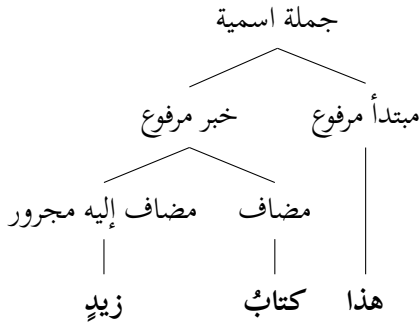 جملة اسمية
مبتدأ مرفوع خبر مرفوع
مضاف مضاف إليه مجرور
هذا كتابُ زيدٍ